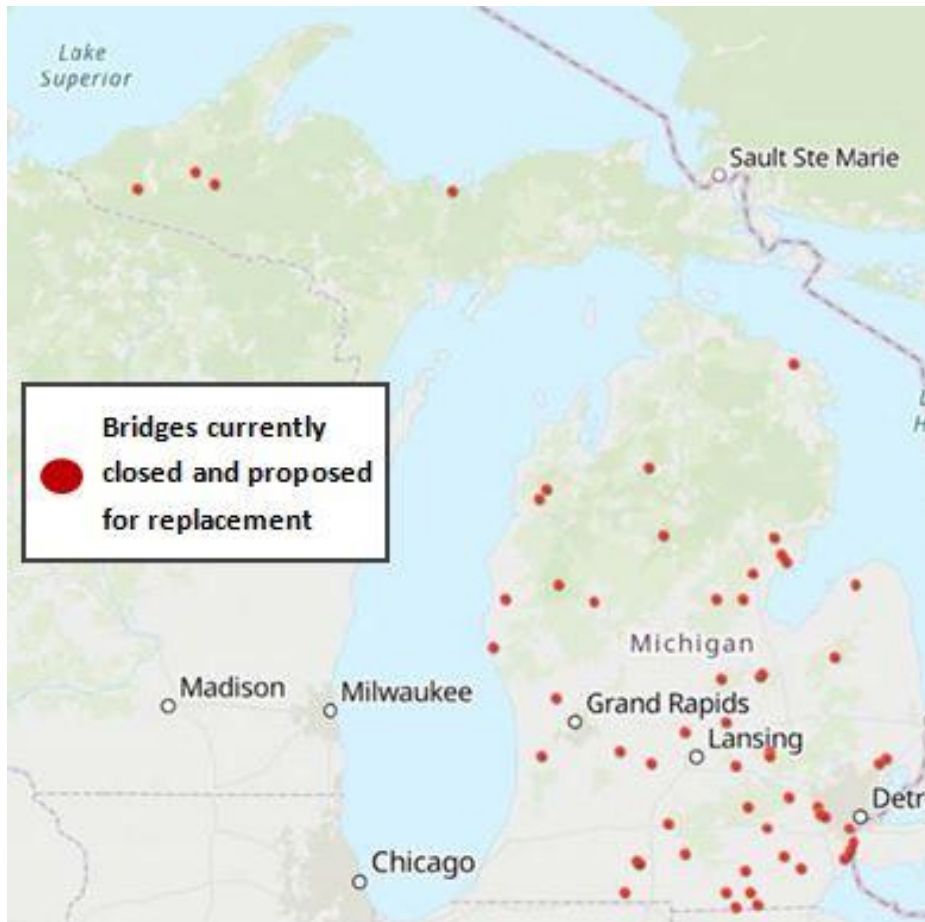 Lake
Superior
Sault Ste Marie
L
H
Bridges currently
closed and proposed
for replacement
Michigan
Madison
Milwaukee
Grand Rapids
Lansing
Detr
Chicago